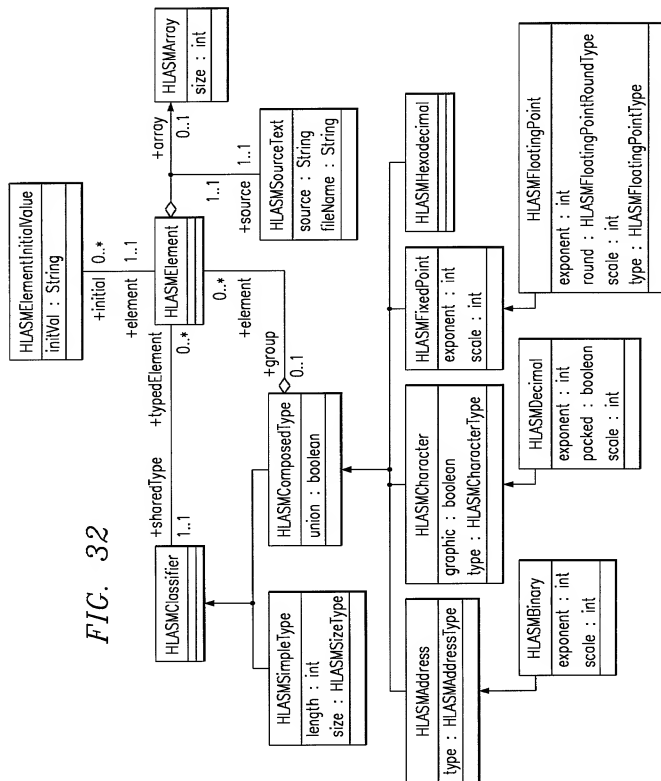 FIG. 32
HLASMElementInitialValue
initVal : String
+initial
0..*
+element
1..1
HLASMClassifier
+sharedType
1..1
+typedElement
0..*
HLASMElement
+array
0..1
HLASMArray
size : int
1..1
1..1
+source
HLASMSourceText
source : String
fileName : String
0..*
+element
+group
0..1
HLASMSimpleType
length : int
size : HLASMSizeType
HLASMComposedType
union : boolean
HLASMAddress
type : HLASMAddressType
HLASMCharacter
graphic : boolean
type : HLASMCharacterType
HLASMFixedPoint
exponent : int
scale : int
HLASMHexadecimal
HLASMBinary
exponent : int
scale : int
HLASMDecimal
exponent : int
packed : boolean
scale : int
HLASMFloatingPoint
exponent : int
round : HLASMFloatingPointRoundType
scale : int
type : HLASMFloatingPointType